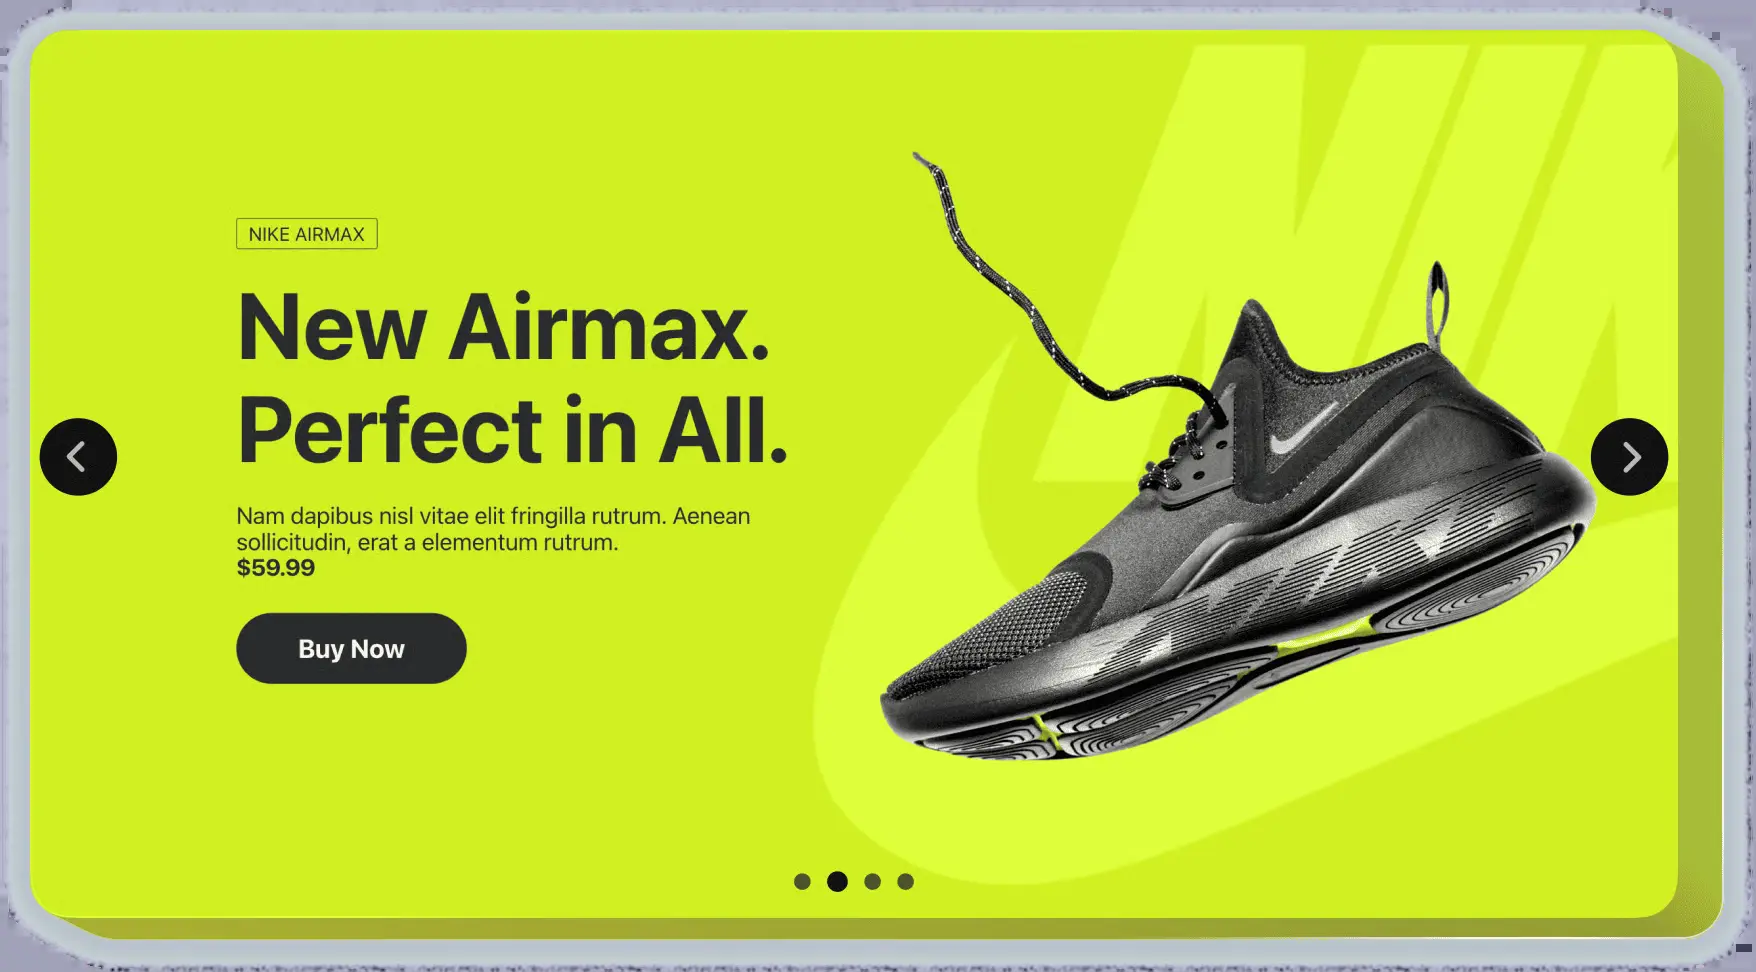 NIKE AIRMAX
New Airmax.
Perfect in All.
Nam dapibus nisl vitae elit fringilla rutrum. Aenean
sollicitudin, erat a elementum rutrum.
$59.99
Buy Now